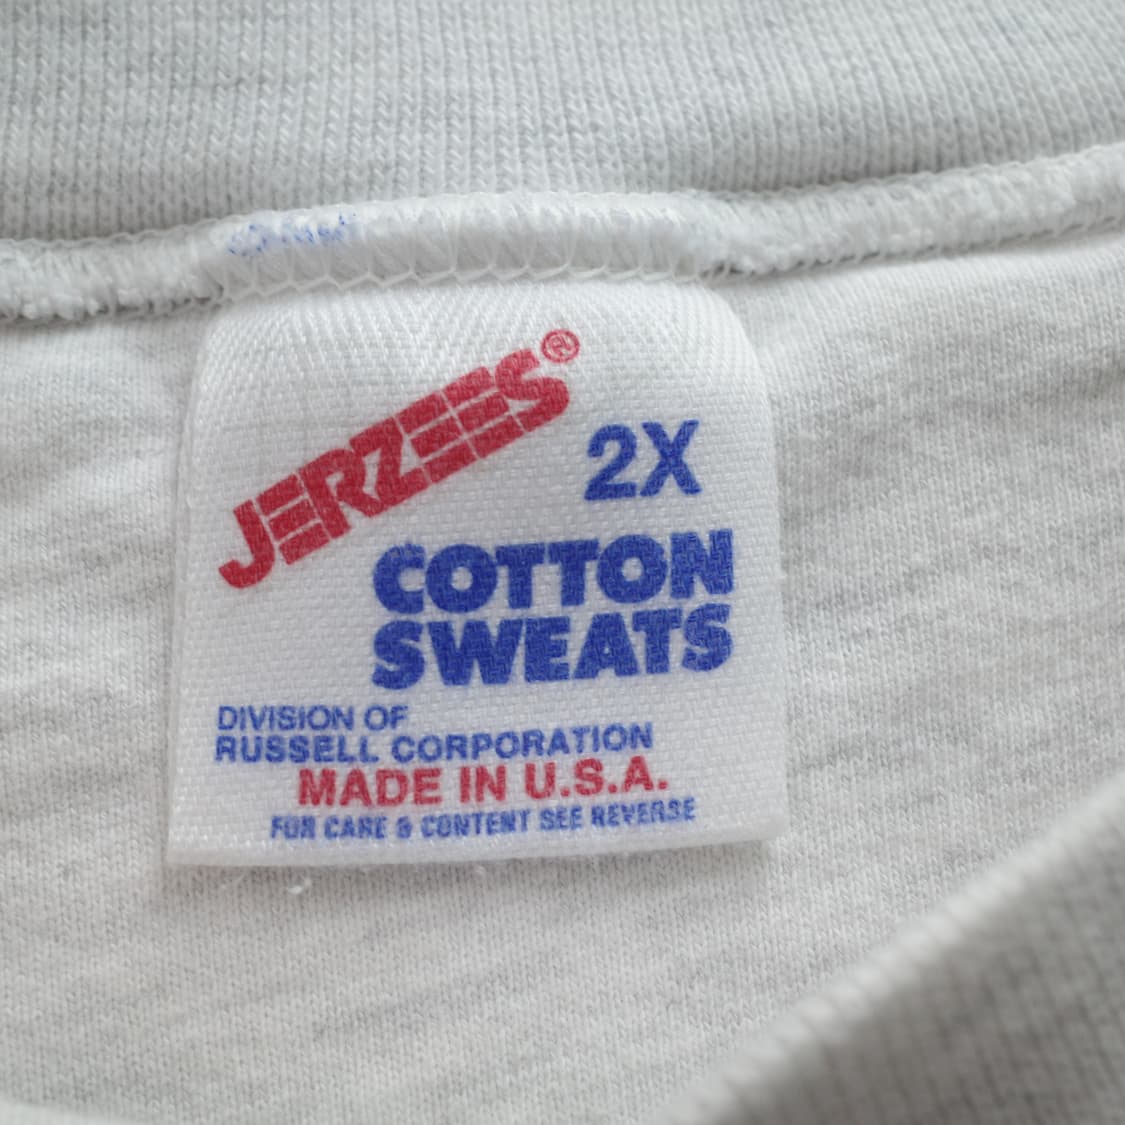 JERZEES®
2X
COTTON
SWEATS
DIVISION OF
RUSSELL CORPORATION
MADE IN U.S.A.
FOR CARE & CONTENT SEE REVERSE